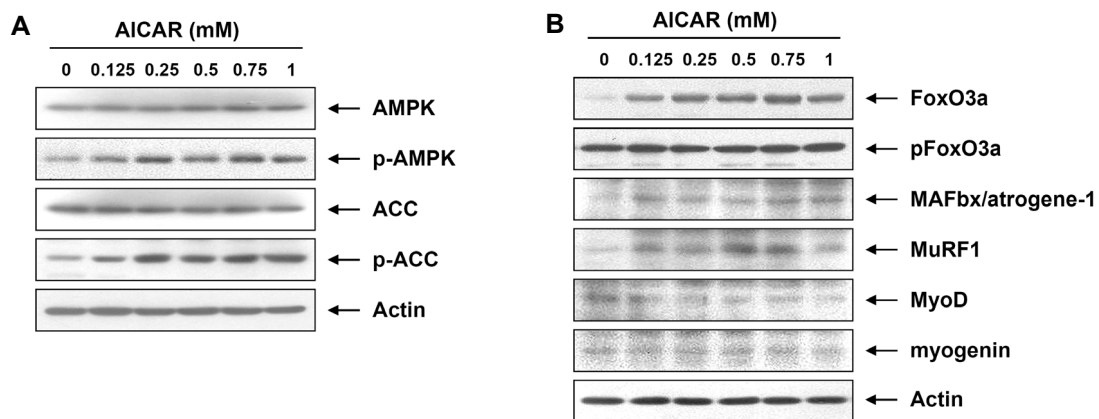 A
AICAR (mM)
0 0.125 0.25 0.5 0.75 1
AMPK
p-AMPK
ACC
p-ACC
Actin
B
AICAR (mM)
0 0.125 0.25 0.5 0.75 1
FoxO3a
pFoxO3a
MAFbx/atrogene-1
MuRF1
MyoD
myogenin
Actin